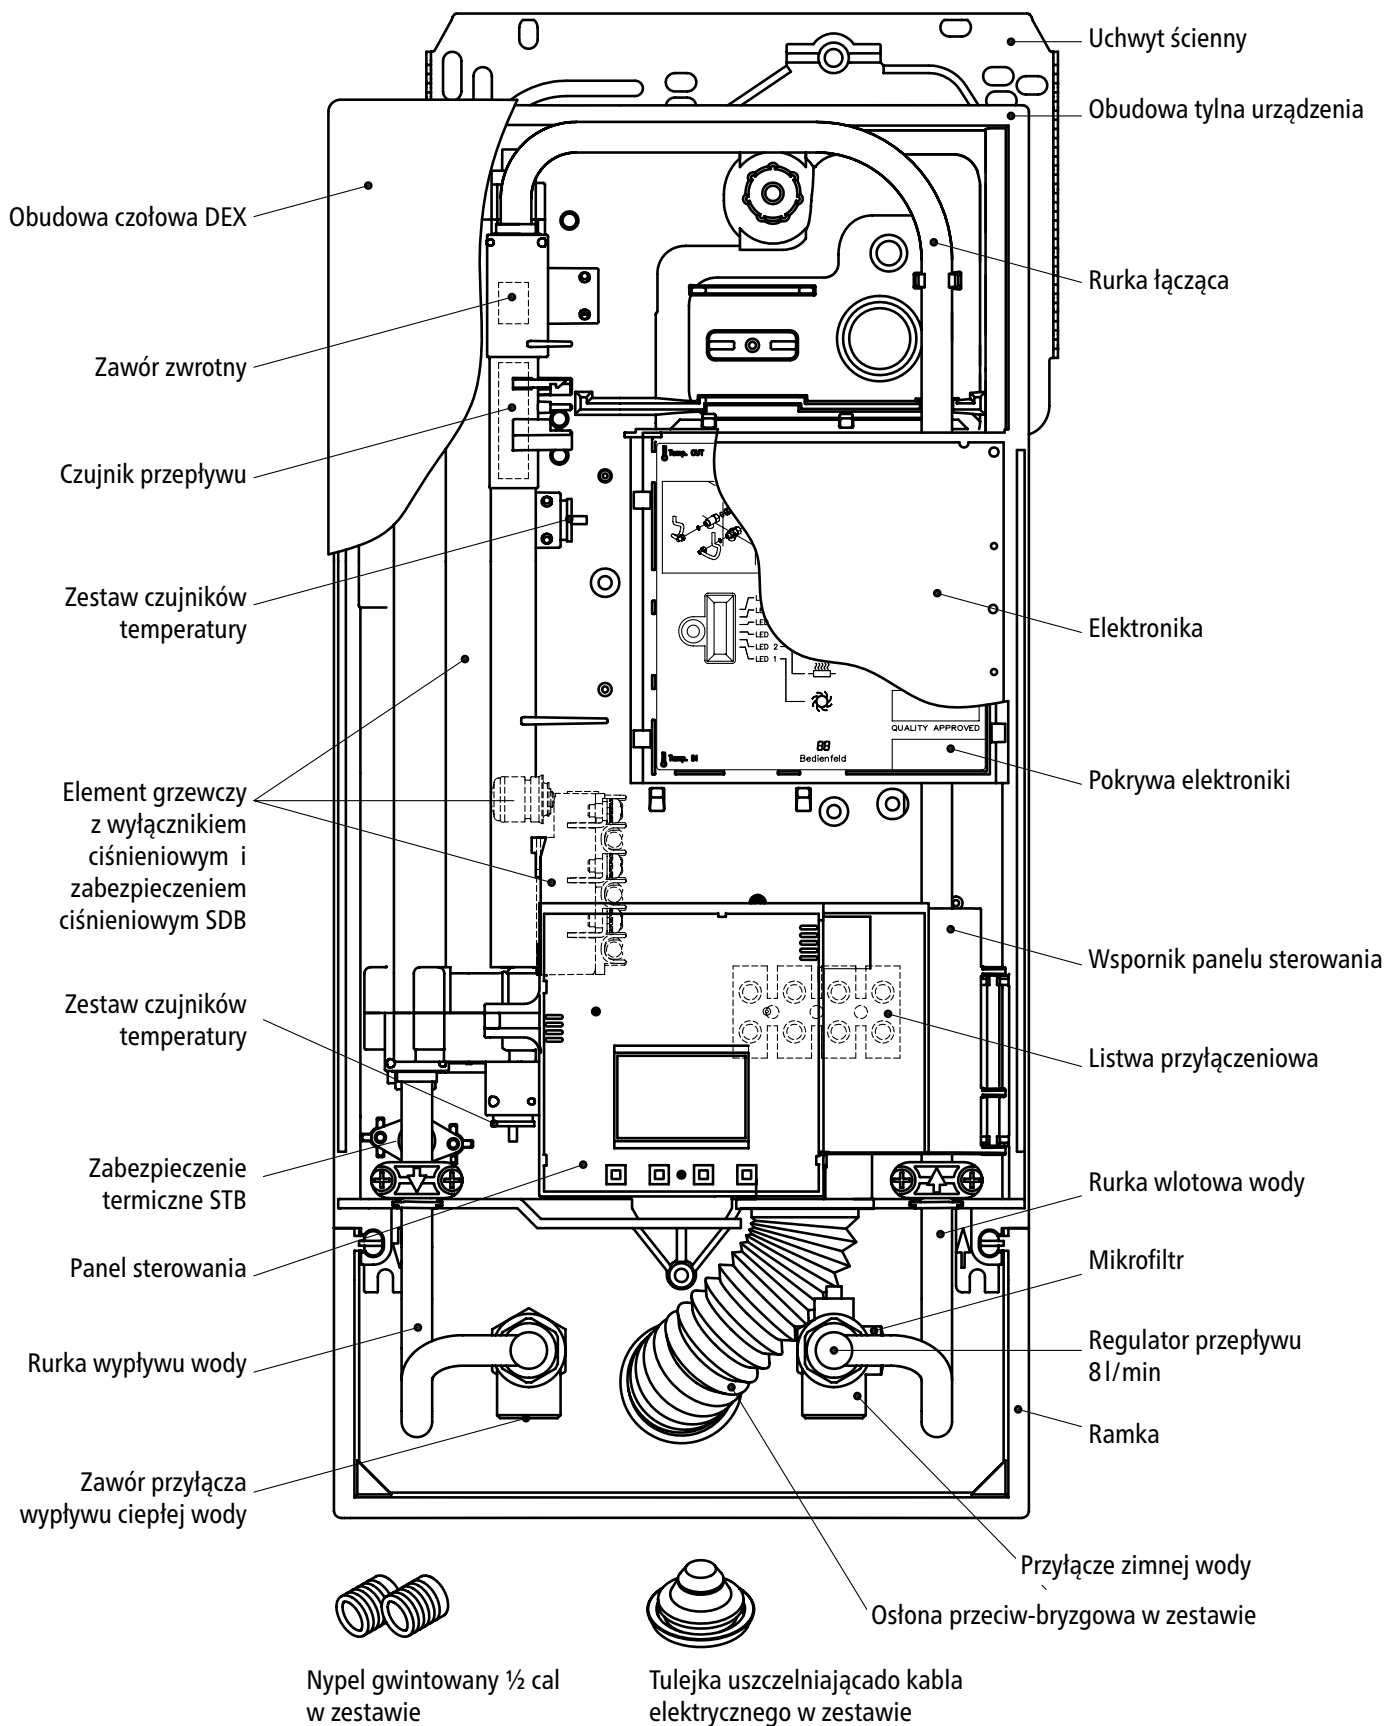 Uchwyt ścienny
Obudowa tylna urządzenia
Obudowa czołowa DEX
Rurka łącząca
Zawór zwrotny
Czujnik przepływu
Temp. OUT
Zestaw czujników
temperatury
Elektronika
LED 2
LED 1
QUALITY APPROVED
Temp. IN
88
Bedienfeld
Pokrywa elektroniki
Element grzewczy
z wyłącznikiem
ciśnieniowym i
zabezpieczeniem
ciśnieniowym SDB
Wspornik panelu sterowania
Zestaw czujników
temperatury
Listwa przyłączeniowa
Zabezpieczenie
termiczne STB
Rurka wlotowa wody
Panel sterowania
Mikrofiltr
Rurka wypływu wody
Regulator przepływu
8 l/min
Ramka
Zawór przyłącza
wypływu ciepłej wody
Przyłącze zimnej wody
Osłona przeciw-bryzgowa w zestawie
Nypel gwintowany ½ cal
w zestawie
Tulejka uszczelniającado kabla
elektrycznego w zestawie